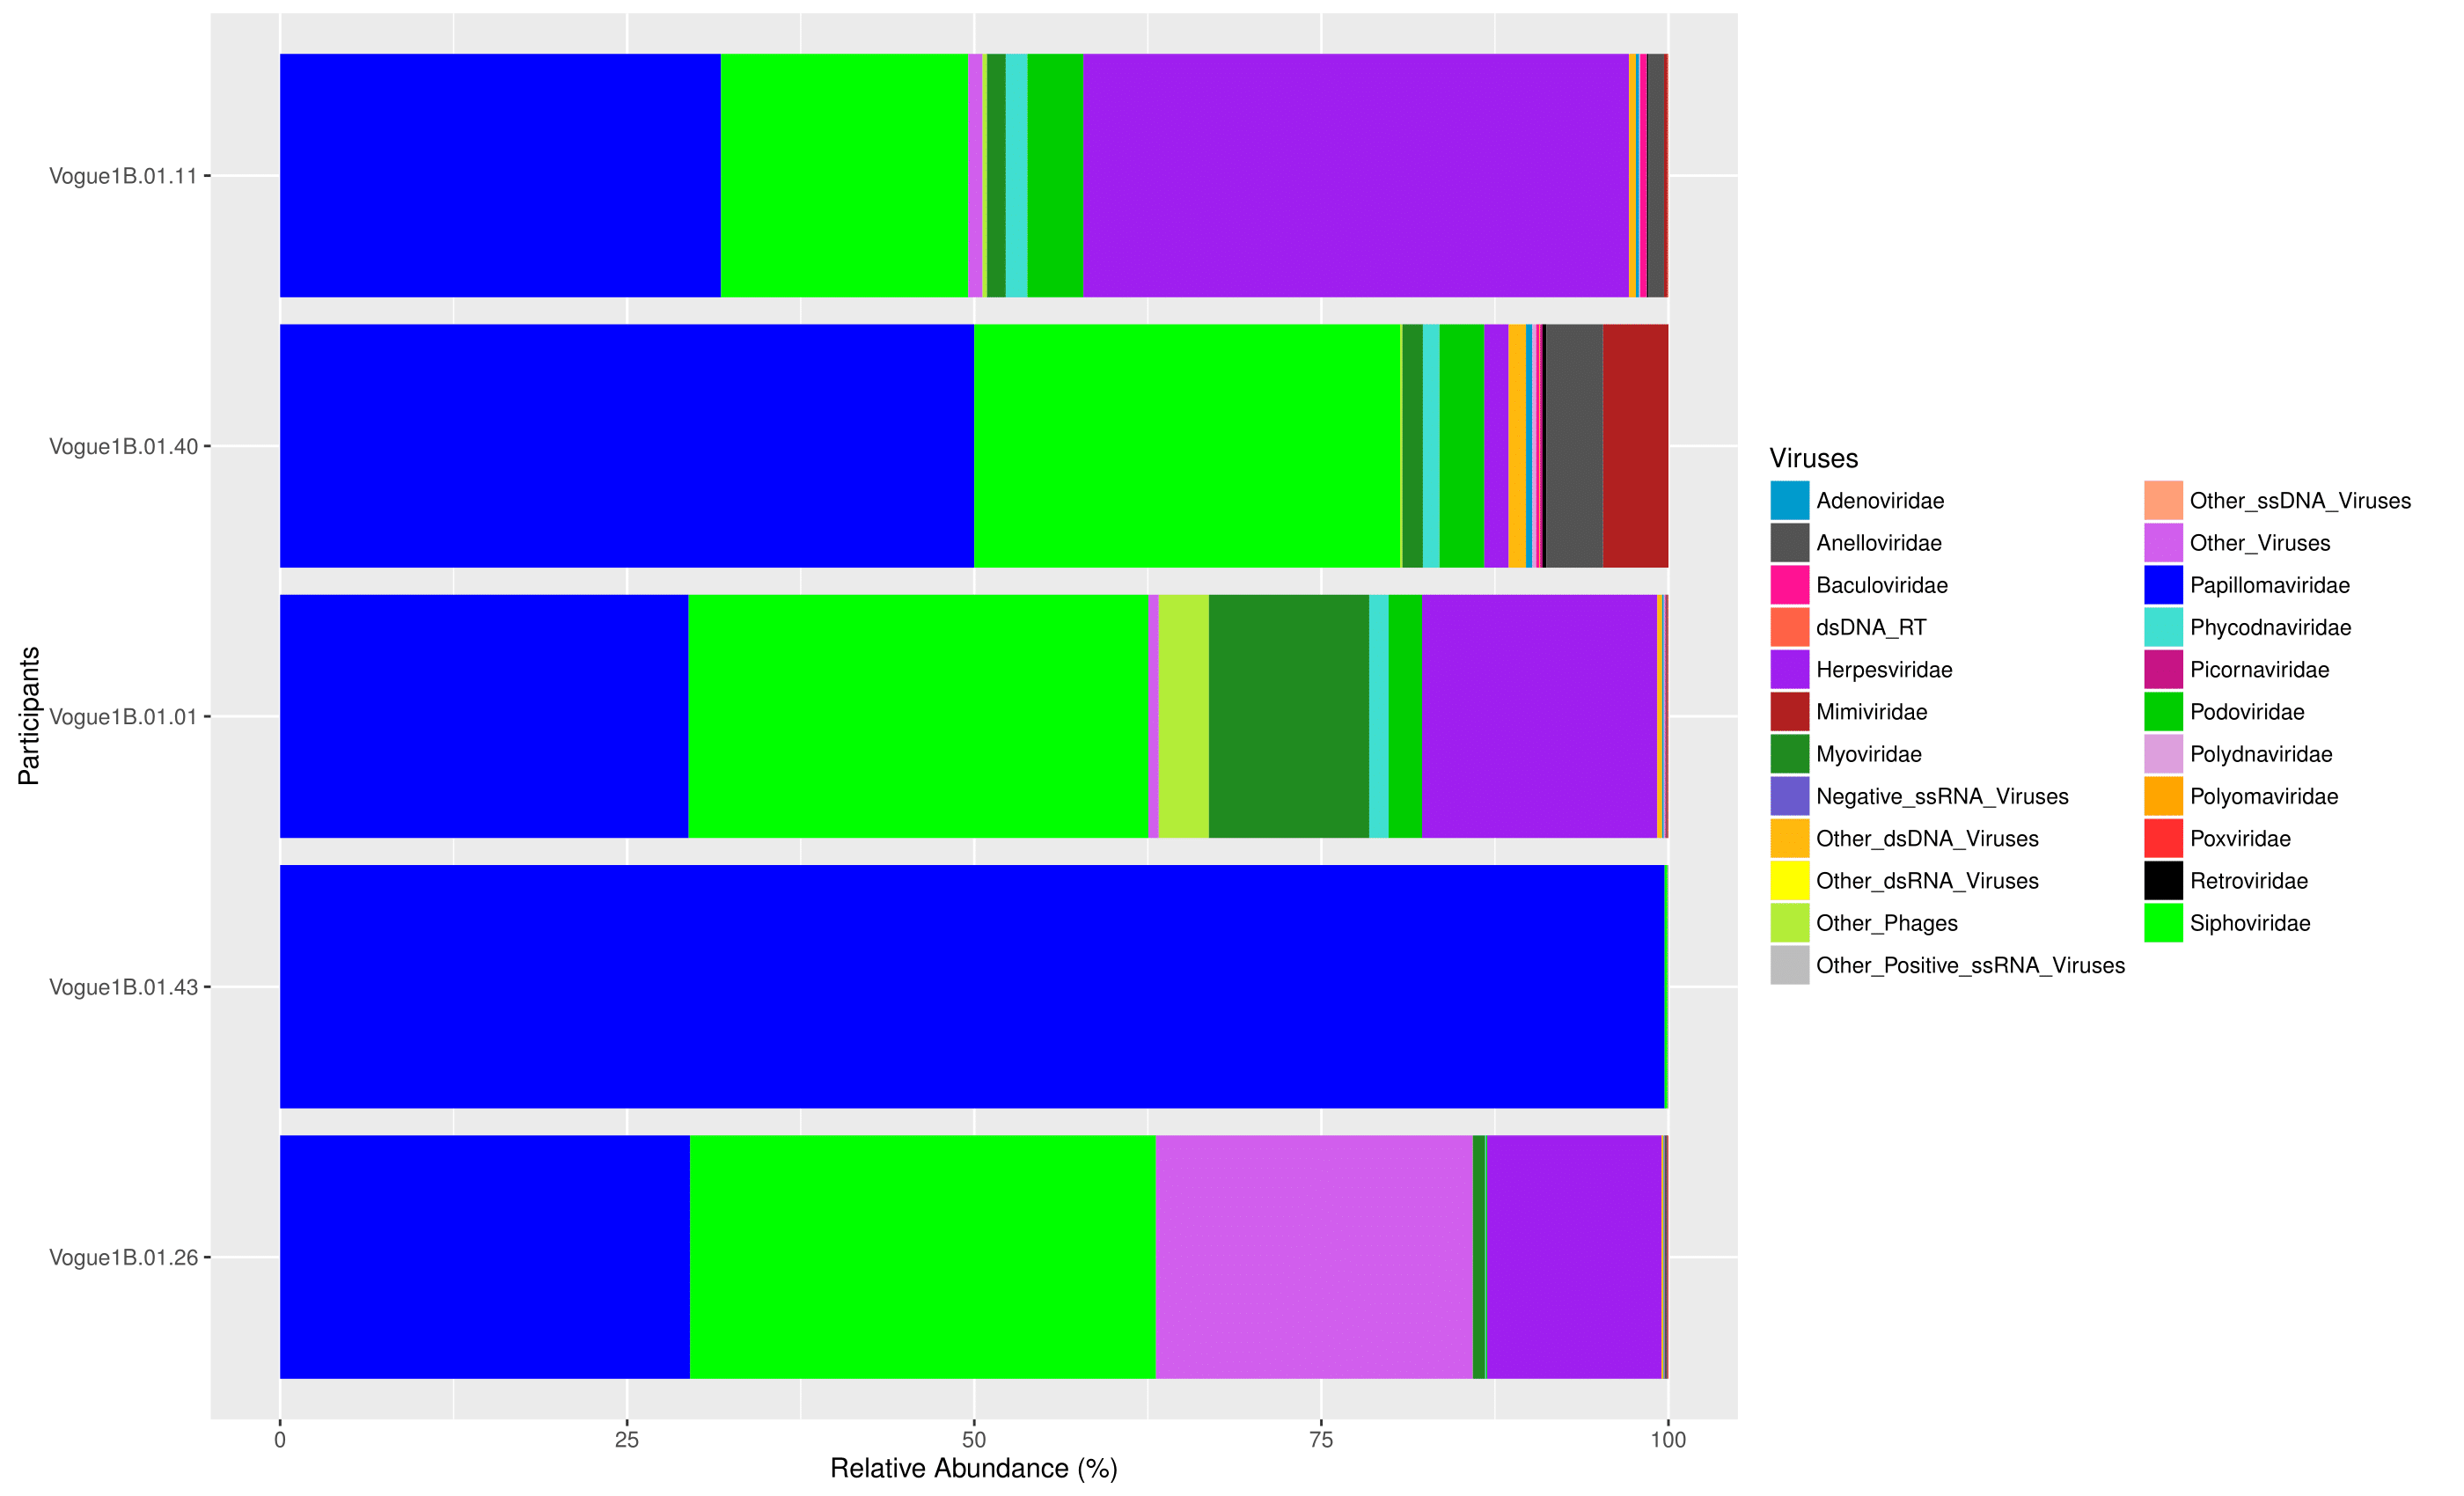 Vogue1B.01.11
Vogue1B.01.40
Vogue1B.01.01
Vogue1B.01.43
Vogue1B.01.26
Participants
0 25 50 75 100
Relative Abundance (%)
Viruses
Adenoviridae
Anelloviridae
Baculoviridae
dsDNA_RT
Herpesviridae
Mimiviridae
Myoviridae
Negative_ssRNA_Viruses
Other_dsDNA_Viruses
Other_dsRNA_Viruses
Other_Phages
Other_Positive_ssRNA_Viruses
Other_ssDNA_Viruses
Other_Viruses
Papillomaviridae
Phycodnaviridae
Picornaviridae
Podoviridae
Polydnaviridae
Polyomaviridae
Poxviridae
Retroviridae
Siphoviridae